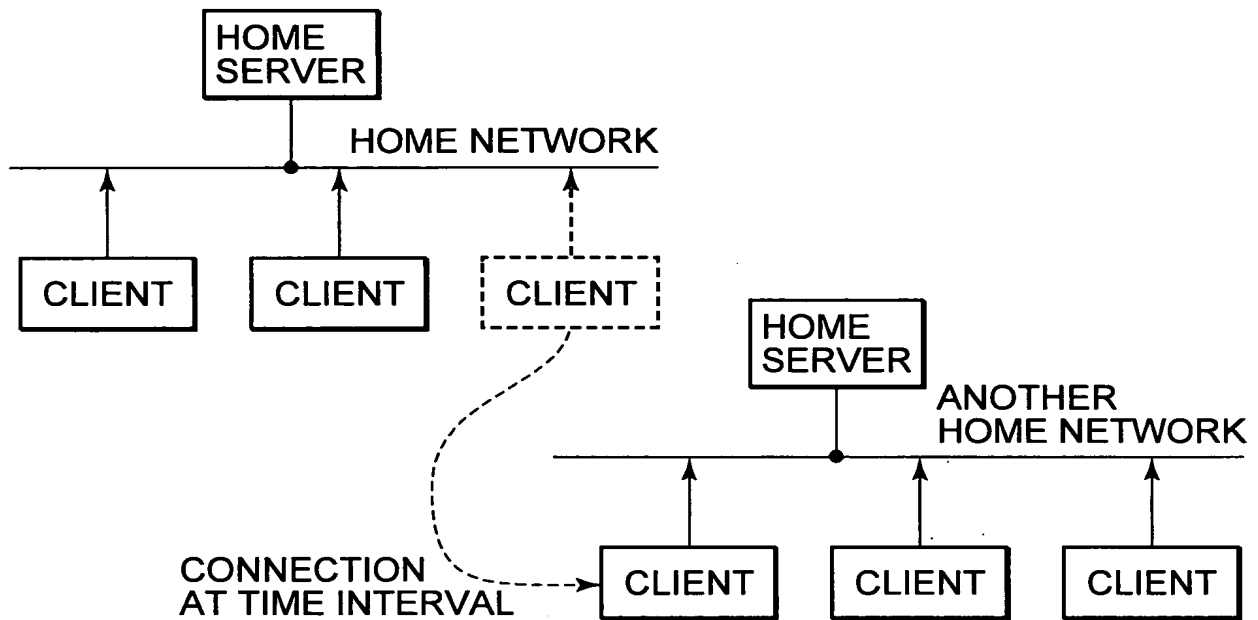 HOME
SERVER
HOME NETWORK
CLIENT
CLIENT
CLIENT
HOME
SERVER
ANOTHER
HOME NETWORK
CONNECTION
AT TIME INTERVAL
CLIENT
CLIENT
CLIENT